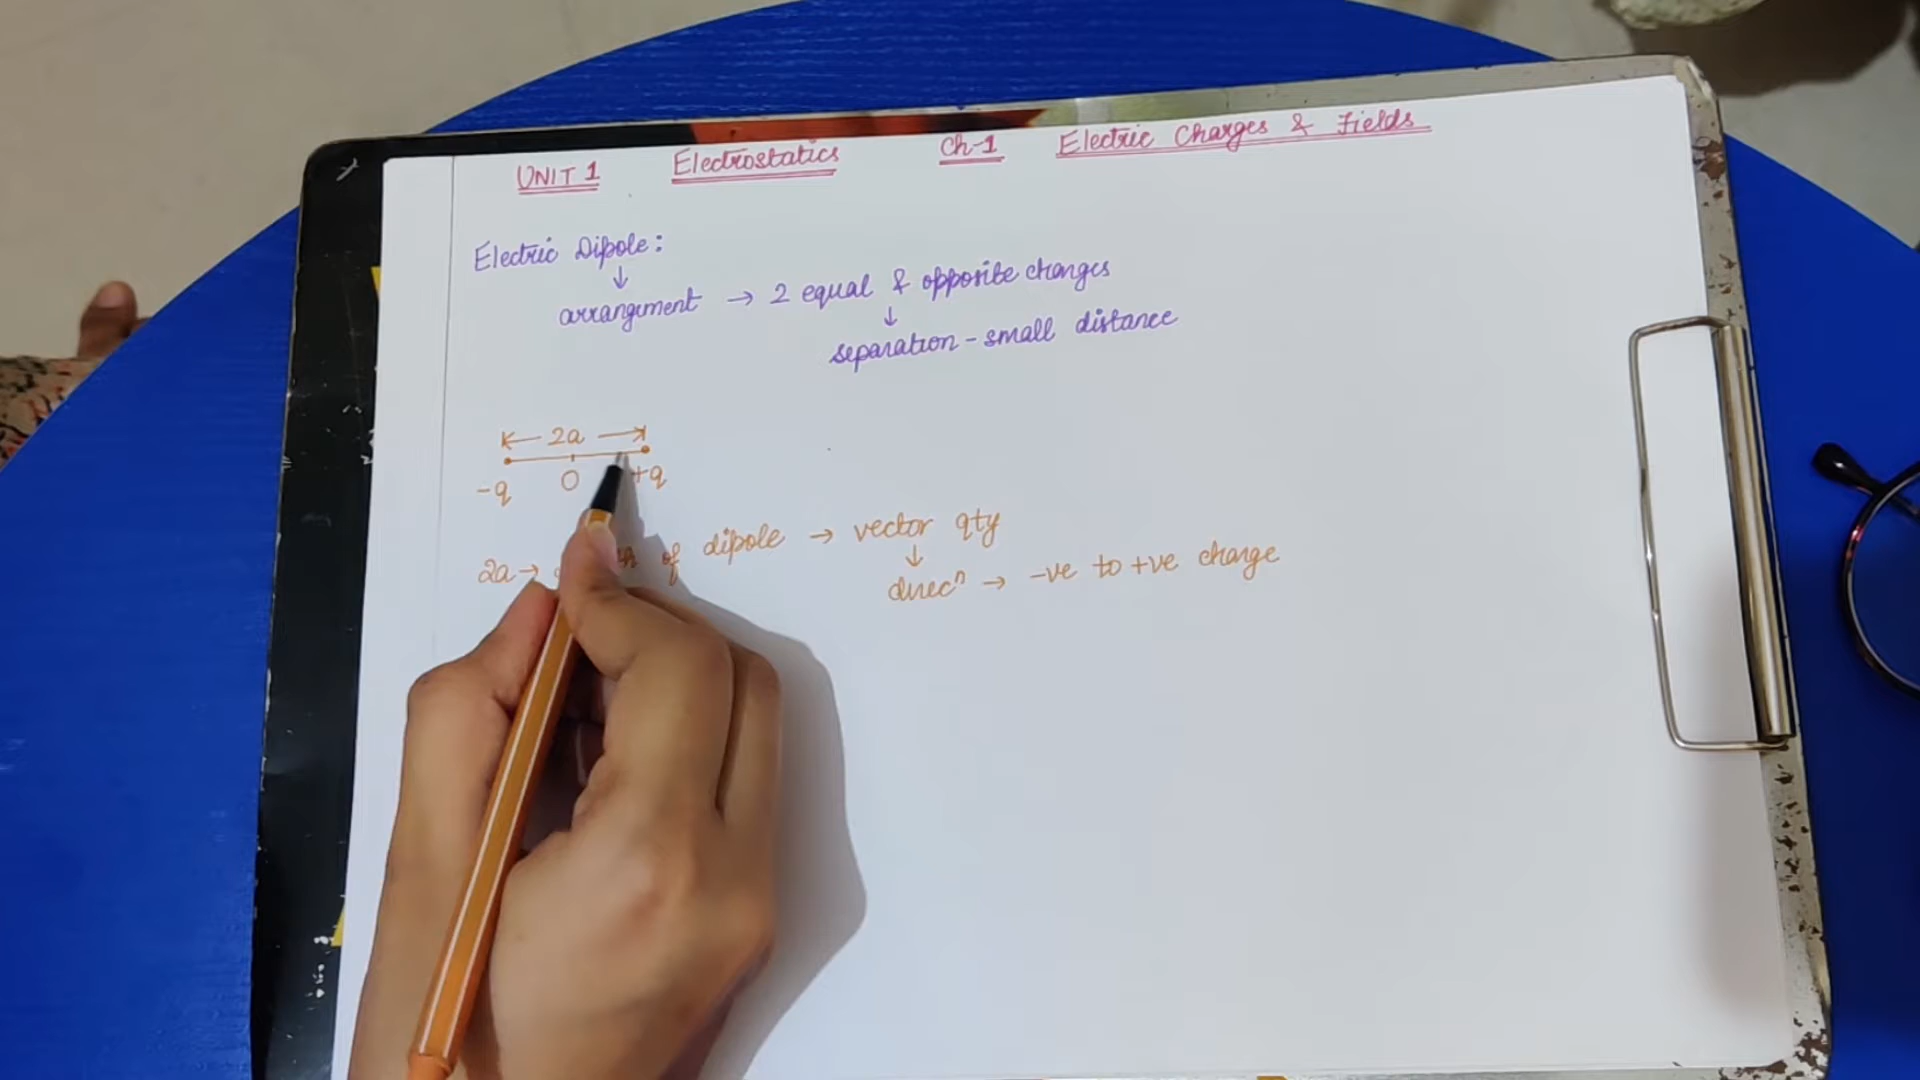 UNIT 1 Electrostatics Ch-1 Electric Charges & Fields
Electric Dipole:
↓
arrangement → 2 equal & opposite charges
↓
separation - small distance
2a
-q O +q
2a → of dipole → vector qty
↓
direcⁿ → -ve to +ve charge